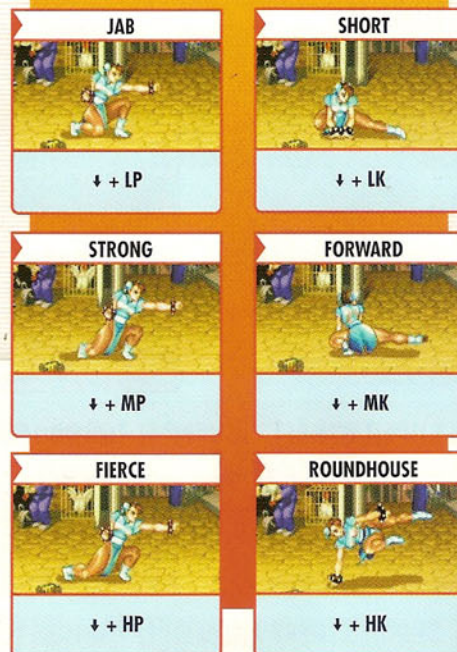 JAB
SHORT
↓ + LP
↓ + LK
STRONG
FORWARD
↓ + MP
↓ + MK
FIERCE
ROUNDHOUSE
↓ + HP
↓ + HK